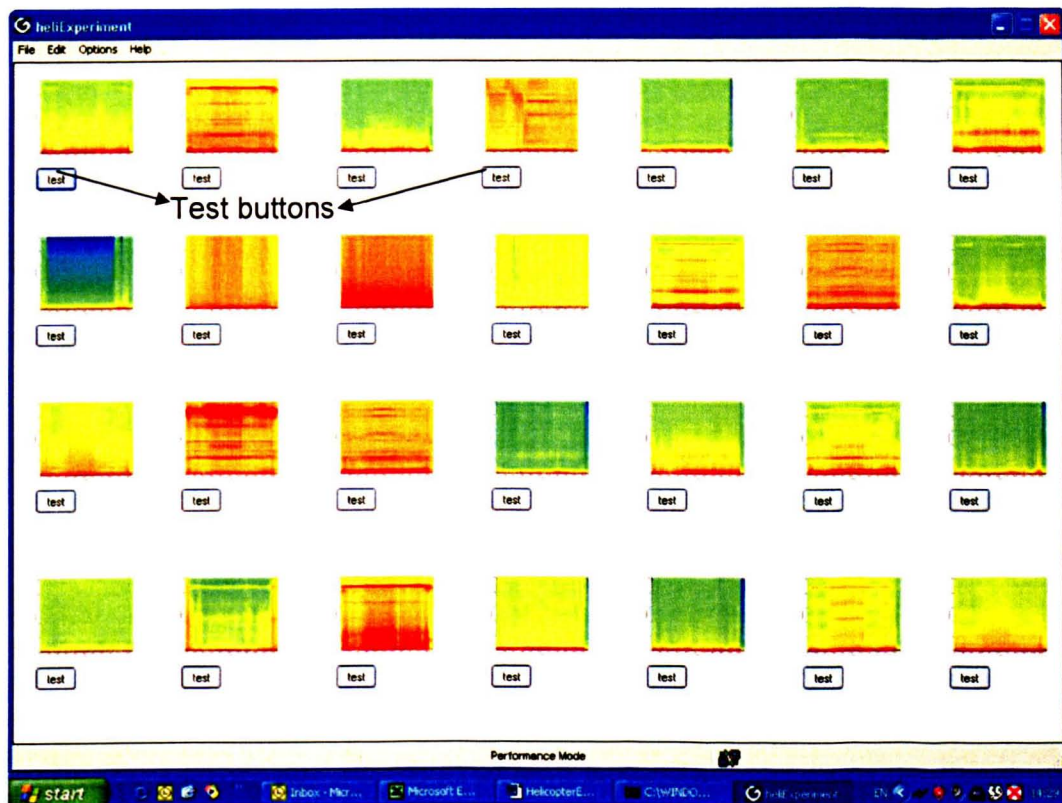 heliExperiment
File Edit Options Help
test test test test test test test
Test buttons
test test test test test test test
test test test test test test test
test test test test test test test
Performance Mode
start Inbox - Micr... Microsoft E... HelicopterE... C:\WINDO... heliExperiment EN